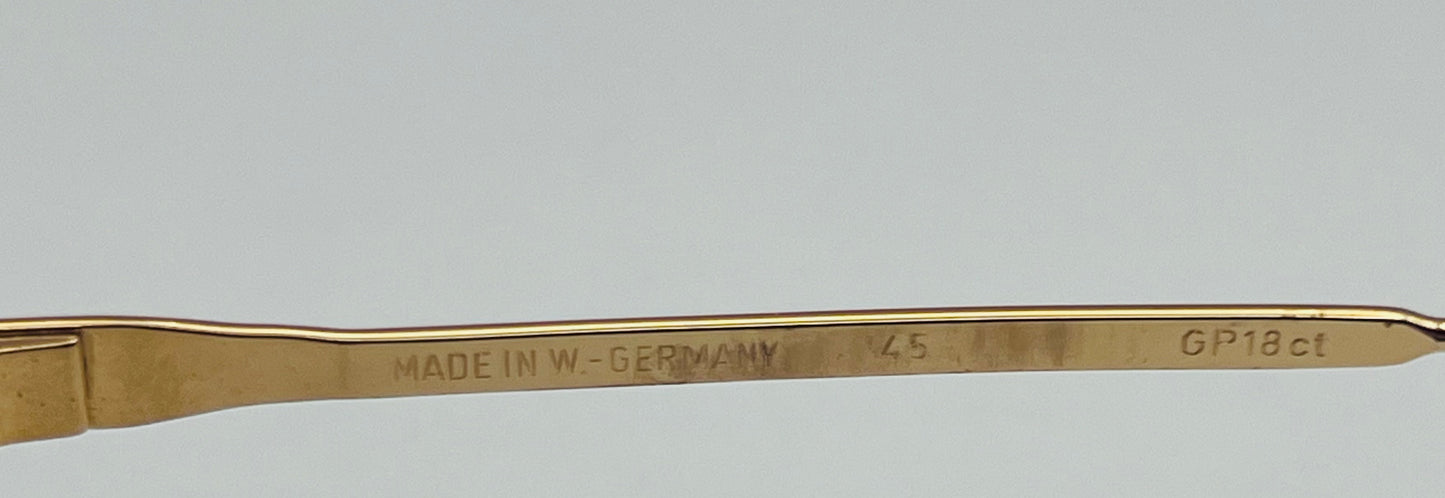 MADE IN W.-GERMANY 45 GP18ct